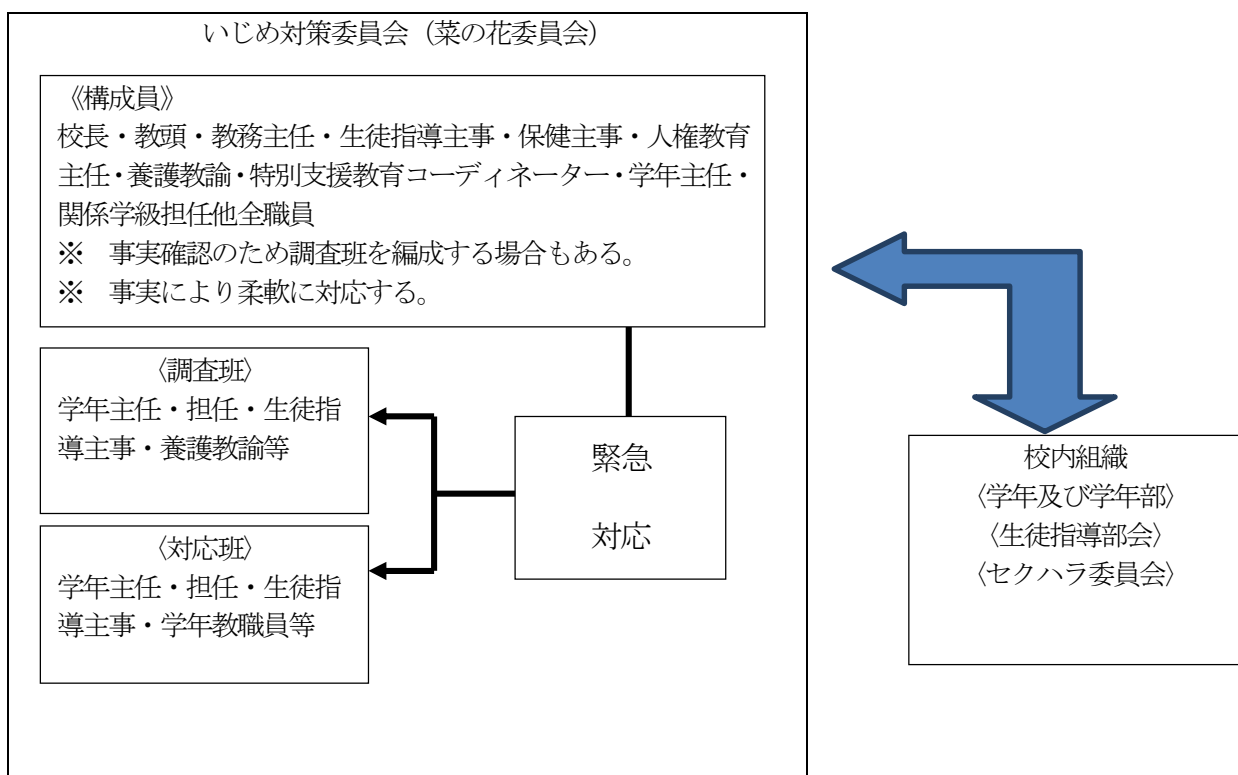 いじめ対策委員会（菜の花委員会）
《構成員》
校長・教頭・教務主任・生徒指導主事・保健主事・人権教育
主任・養護教諭・特別支援教育コーディネーター・学年主任・
関係学級担任他全職員
※　事実確認のため調査班を編成する場合もある。
※　事実により柔軟に対応する。
〈調査班〉
学年主任・担任・生徒指
導主事・養護教諭等
緊急
対応
〈対応班〉
学年主任・担任・生徒指
導主事・学年教職員等
校内組織
〈学年及び学年部〉
〈生徒指導部会〉
〈セクハラ委員会〉